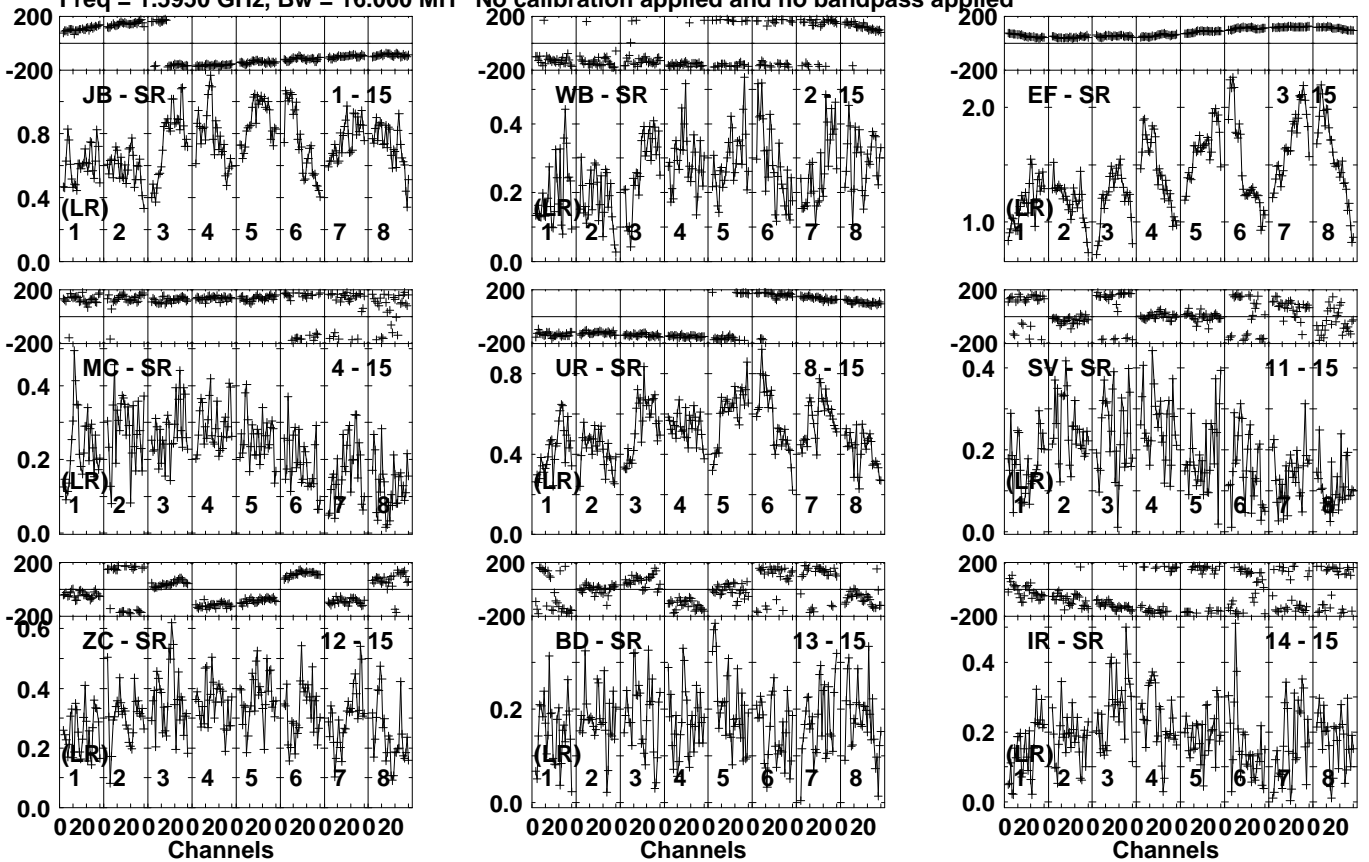 Freq = 1.5950 GHz, Bw = 16.000 MH No calibration applied and no bandpass applied
200 200 200
-200 -200 -200
JB - SR 1 - 15 WB - SR 2 - 15 EF - SR 3 - 15
0.8 0.4 2.0
0.4 0.2 1.0
(LR) (LR) (LR)
1 2 3 4 5 6 7 8 1 2 3 4 5 6 7 8 1 2 3 4 5 6 7 8
0.0 0.0
200 200 200
-200 -200 -200
MC - SR 4 - 15 UR - SR 8 - 15 SV - SR 11 - 15
0.4 0.8 0.4
0.2 0.4 0.2
(LR) (LR) (LR)
1 2 3 4 5 6 7 8 1 2 3 4 5 6 7 8 1 2 3 4 5 6 7 8
0.0 0.0 0.0
200 200 200
-200 -200 -200
0.6
ZC - SR 12 - 15 BD - SR 13 - 15 IR - SR 14 - 15
0.4 0.2 0.4
0.2 0.2
(LR) (LR) (LR)
1 2 3 4 5 6 7 8 1 2 3 4 5 6 7 8 1 2 3 4 5 6 7 8
0.0 0.0 0.0
0 20 0 20 0 20 0 20 0 20 0 20 0 20 0 20 0 20 0 20 0 20 0 20 0 20 0 20 0 20 0 20 0 20 0 20 0 20 0 20 0 20 0 20 0 20 0 20
Channels Channels Channels